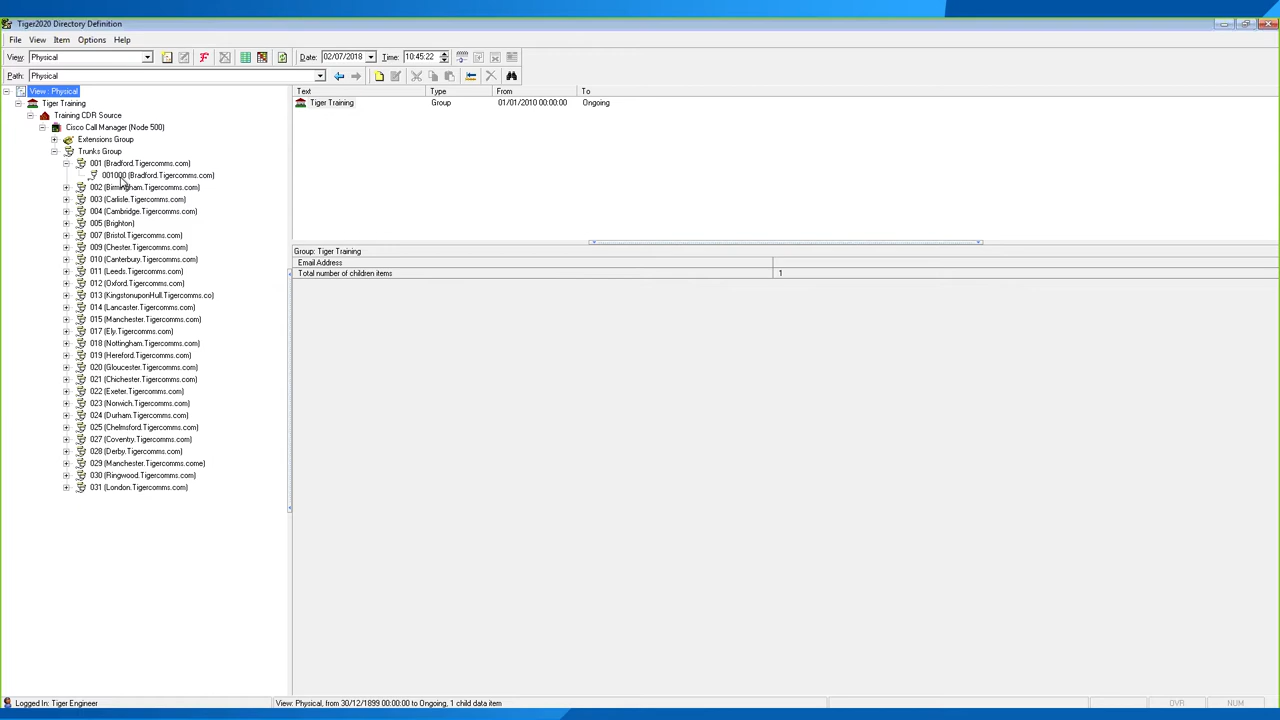 Tiger2020 Directory Definition
File View Item Options Help
View: Physical Date: 02/07/2018 Time: 10:45:22
Path: Physical
View : Physical
Tiger Training
Training CDR Source
Cisco Call Manager (Node 500)
Extensions Group
Trunks Group
001 (Bradford.Tigercomms.com)
001000 (Bradford.Tigercomms.com)
002 (Birmingham.Tigercomms.com)
003 (Carlisle.Tigercomms.com)
004 (Cambridge.Tigercomms.com)
005 (Brighton)
007 (Bristol.Tigercomms.com)
009 (Chester.Tigercomms.com)
010 (Canterbury.Tigercomms.com)
011 (Leeds.Tigercomms.com)
012 (Oxford.Tigercomms.com)
013 (KingstonuponHull.Tigercomms.co)
014 (Lancaster.Tigercomms.com)
015 (Manchester.Tigercomms.com)
017 (Ely.Tigercomms.com)
018 (Nottingham.Tigercomms.com)
019 (Hereford.Tigercomms.com)
020 (Gloucester.Tigercomms.com)
021 (Chichester.Tigercomms.com)
022 (Exeter.Tigercomms.com)
023 (Norwich.Tigercomms.com)
024 (Durham.Tigercomms.com)
025 (Chelmsford.Tigercomms.com)
027 (Coventry.Tigercomms.com)
028 (Derby.Tigercomms.com)
029 (Manchester.Tigercomms.come)
030 (Ringwood.Tigercomms.com)
031 (London.Tigercomms.com)
Text Type From To
Tiger Training Group 01/01/2010 00:00:00 Ongoing
Group: Tiger Training
Email Address
Total number of children items 1
Logged In: Tiger Engineer View: Physical, from 30/12/1899 00:00:00 to Ongoing, 1 child data item OVR NUM